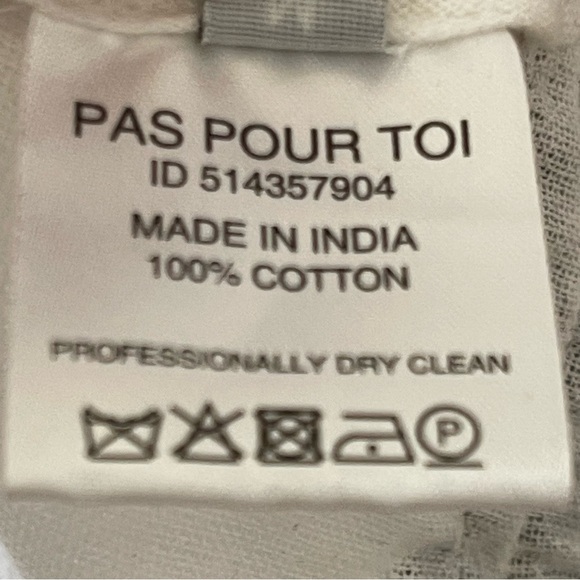 PAS POUR TOI
ID 514357904
MADE IN INDIA
100% COTTON
PROFESSIONALLY DRY CLEAN
P